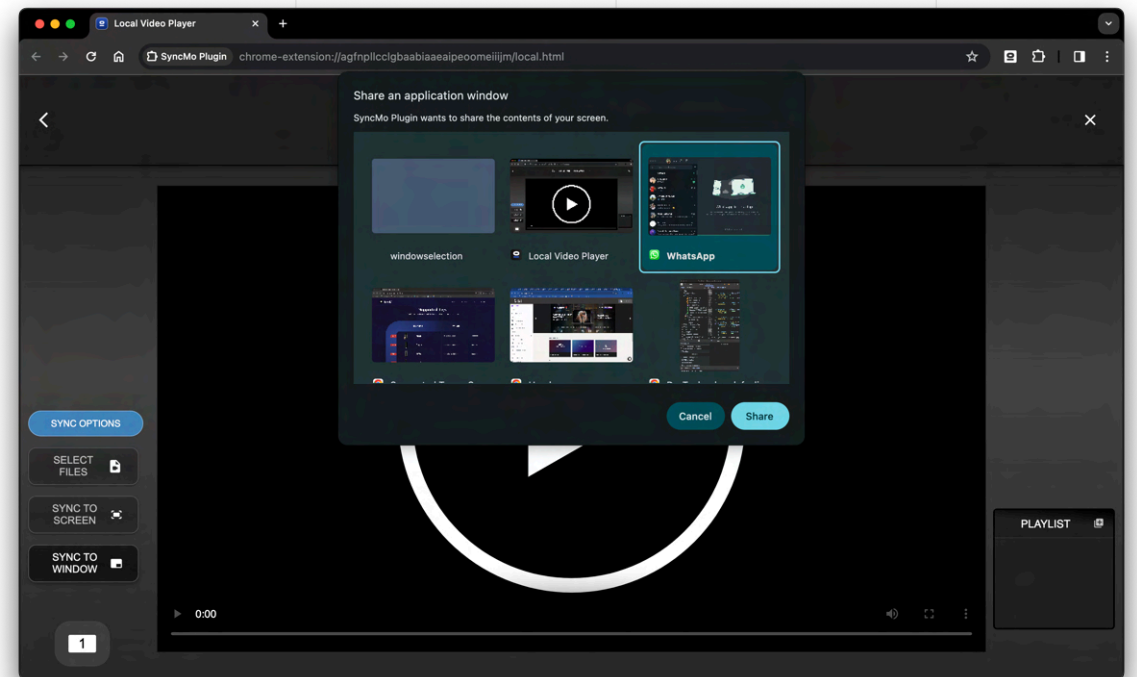 Local Video Player
SyncMo Plugin
chrome-extension://agfnpllcclgbaabiaaeaipeoomeiiijm/local.html
Share an application window
SyncMo Plugin wants to share the contents of your screen.
windowselection
Local Video Player
WhatsApp
Cancel
Share
SYNC OPTIONS
SELECT
FILES
SYNC TO
SCREEN
SYNC TO
WINDOW
1
0:00
PLAYLIST